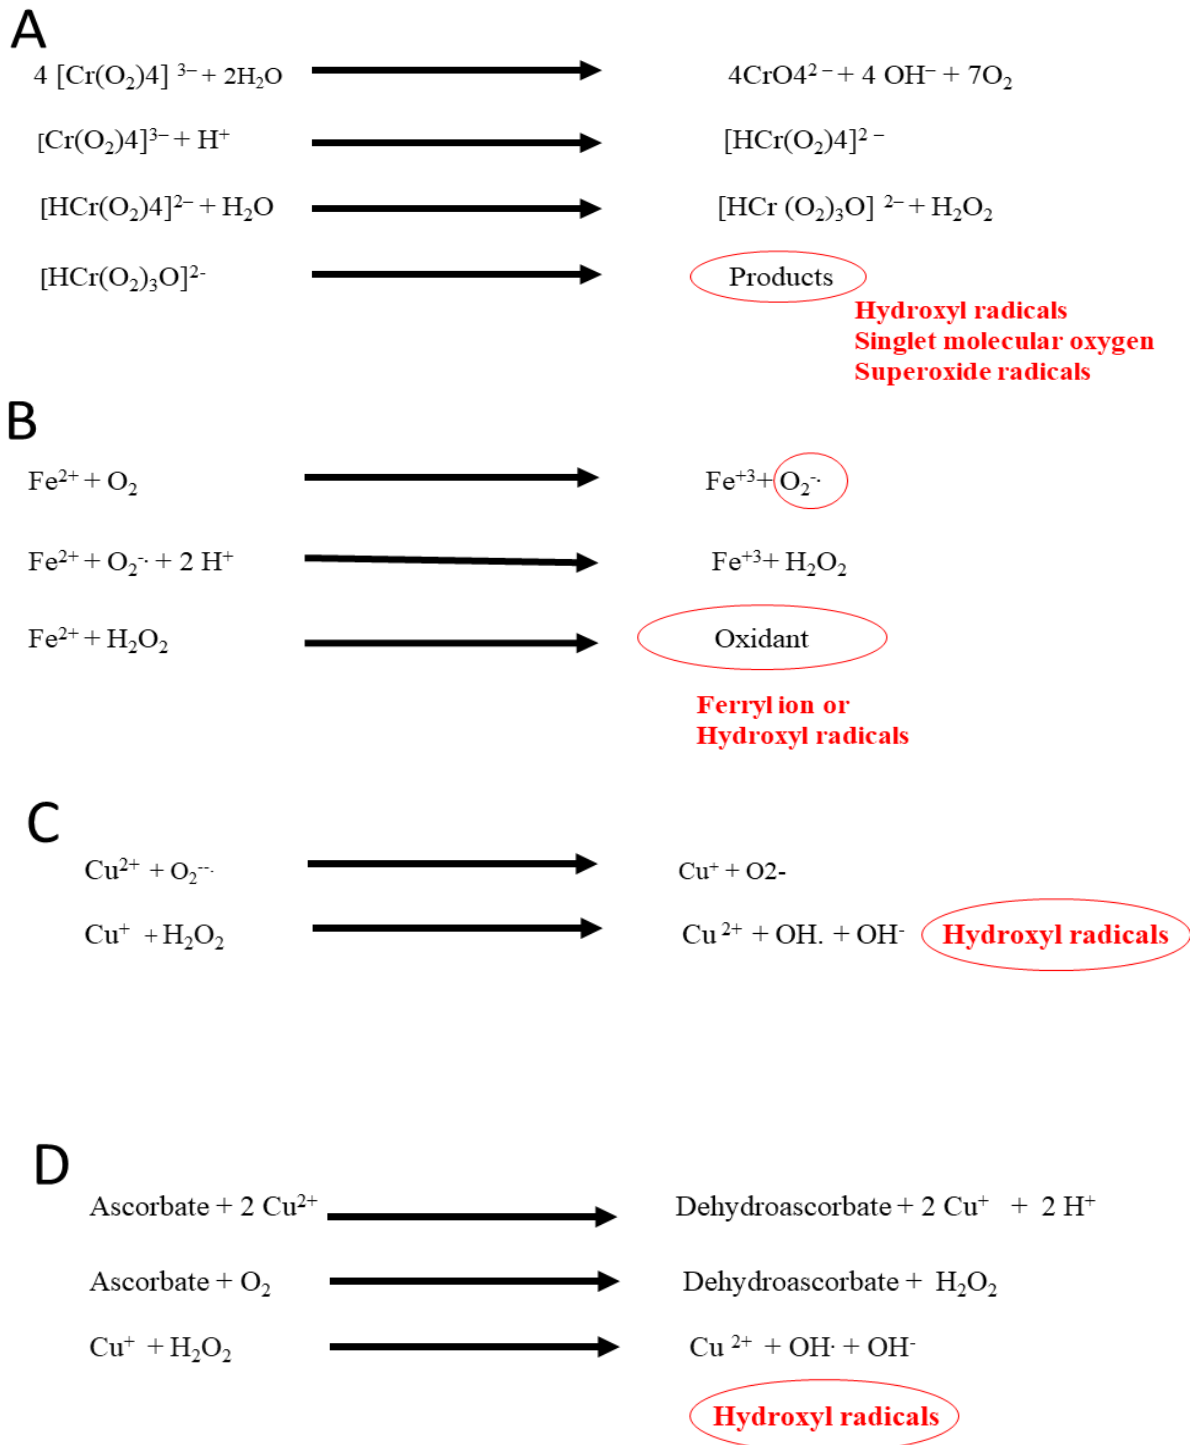 A
4 [Cr(O₂)4] ³⁻ + 2H₂O 4CrO4²⁻ + 4 OH⁻ + 7O₂
[Cr(O₂)4]³⁻ + H⁺ [HCr(O₂)4]²⁻
[HCr(O₂)4]²⁻ + H₂O [HCr (O₂)₃O] ²⁻ + H₂O₂
[HCr(O₂)₃O]²⁻ Products
Hydroxyl radicals
Singlet molecular oxygen
Superoxide radicals
B
Fe²⁺ + O₂ Fe⁺³+ O₂⁻·
Fe²⁺ + O₂⁻· + 2 H⁺ Fe⁺³+ H₂O₂
Fe²⁺ + H₂O₂ Oxidant
Ferryl ion or
Hydroxyl radicals
C
Cu²⁺ + O₂⁻⁻· Cu⁺ + O2-
Cu⁺ + H₂O₂ Cu ²⁺ + OH. + OH⁻ Hydroxyl radicals
D
Ascorbate + 2 Cu²⁺ Dehydroascorbate + 2 Cu⁺ + 2 H⁺
Ascorbate + O₂ Dehydroascorbate + H₂O₂
Cu⁺ + H₂O₂ Cu ²⁺ + OH· + OH⁻
Hydroxyl radicals